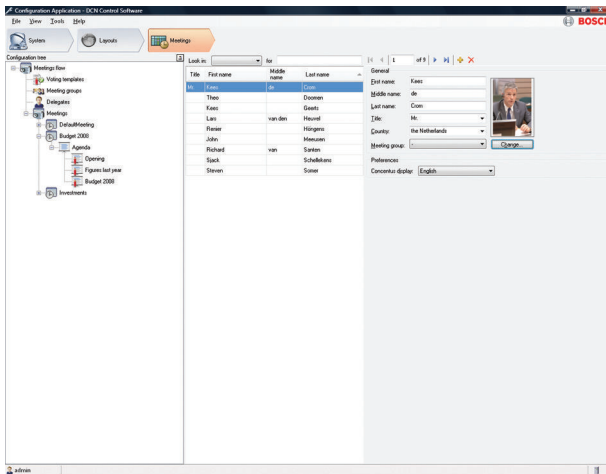 Configuration Application - DCN Control Software
File View Tools Help
BOSCH
System Layouts Meetings
Configuration tree
Meetings flow
Voting templates
Meeting groups
Delegates
Meetings
DefaultMeeting
Budget 2008
Agenda
Opening
Figures last year
Budget 2008
Investments
Look in: for
Title First name Middle name Last name
Mr. Kees de Crom
Theo Doomen
Kees Geerts
Lars van den Heuvel
Renier Höngens
John Meeuzen
Richard van Santen
Sjack Schellekens
Steven Somer
1 of 9
General
First name: Kees
Middle name: de
Last name: Crom
Title: Mr.
Country: the Netherlands
Meeting group: -
Change...
Preferences
Concentus display: English
admin